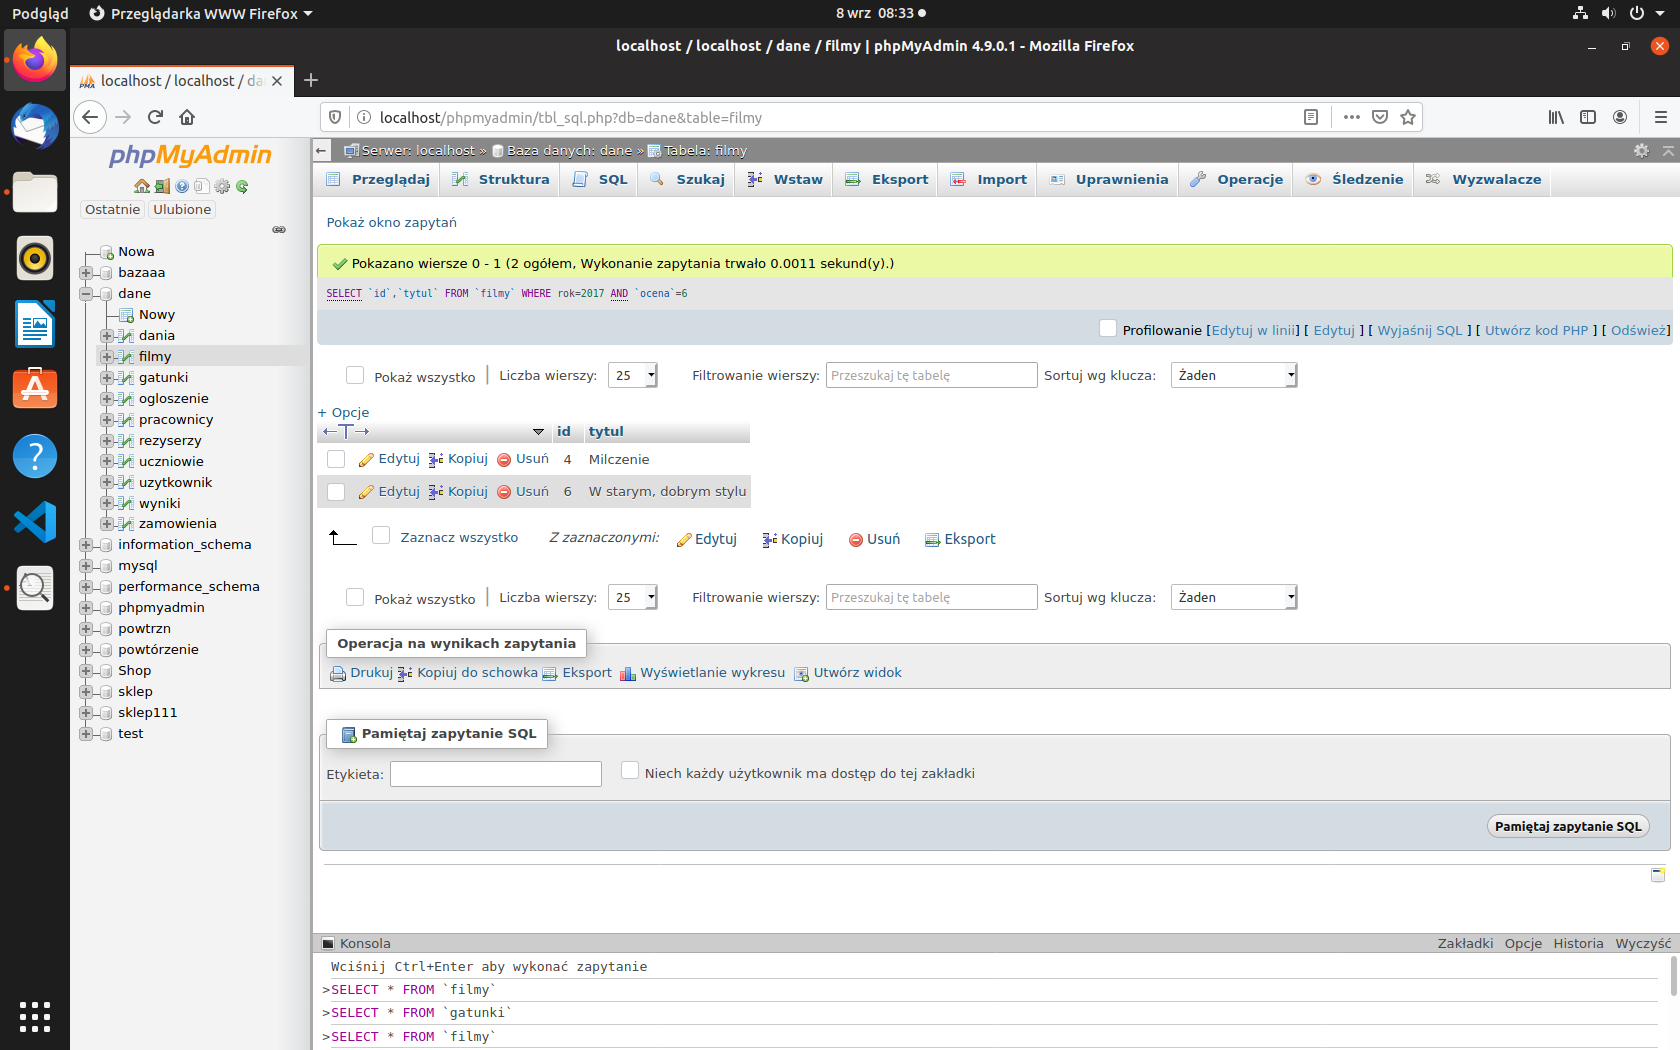 Podgląd Przeglądarka WWW Firefox 8 wrz 08:33
localhost / localhost / dane / filmy | phpMyAdmin 4.9.0.1 - Mozilla Firefox
localhost / localhost / da
localhost/phpmyadmin/tbl_sql.php?db=dane&table=filmy
phpMyAdmin
Ostatnie Ulubione
Nowa
bazaaa
dane
Nowy
dania
filmy
gatunki
ogloszenie
pracownicy
rezyserzy
uczniowie
uzytkownik
wyniki
zamowienia
information_schema
mysql
performance_schema
phpmyadmin
powtrzn
powtórzenie
Shop
sklep
sklep111
test
Serwer: localhost » Baza danych: dane » Tabela: filmy
Przeglądaj Struktura SQL Szukaj Wstaw Eksport Import Uprawnienia Operacje Śledzenie Wyzwalacze
Pokaż okno zapytań
Pokazano wiersze 0 - 1 (2 ogółem, Wykonanie zapytania trwało 0.0011 sekund(y).)
SELECT `id`,`tytul` FROM `filmy` WHERE rok=2017 AND `ocena`=6
Profilowanie [Edytuj w linii] [ Edytuj ] [ Wyjaśnij SQL ] [ Utwórz kod PHP ] [ Odśwież]
Pokaż wszystko | Liczba wierszy: 25 Filtrowanie wierszy: Przeszukaj tę tabelę Sortuj wg klucza: Żaden
+ Opcje
←T→ id tytul
Edytuj Kopiuj Usuń 4 Milczenie
Edytuj Kopiuj Usuń 6 W starym, dobrym stylu
Zaznacz wszystko Z zaznaczonymi: Edytuj Kopiuj Usuń Eksport
Pokaż wszystko | Liczba wierszy: 25 Filtrowanie wierszy: Przeszukaj tę tabelę Sortuj wg klucza: Żaden
Operacja na wynikach zapytania
Drukuj Kopiuj do schowka Eksport Wyświetlanie wykresu Utwórz widok
Pamiętaj zapytanie SQL
Etykieta: Niech każdy użytkownik ma dostęp do tej zakładki
Pamiętaj zapytanie SQL
Konsola Zakładki Opcje Historia Wyczyść
Wciśnij Ctrl+Enter aby wykonać zapytanie
>SELECT * FROM `filmy`
>SELECT * FROM `gatunki`
>SELECT * FROM `filmy`